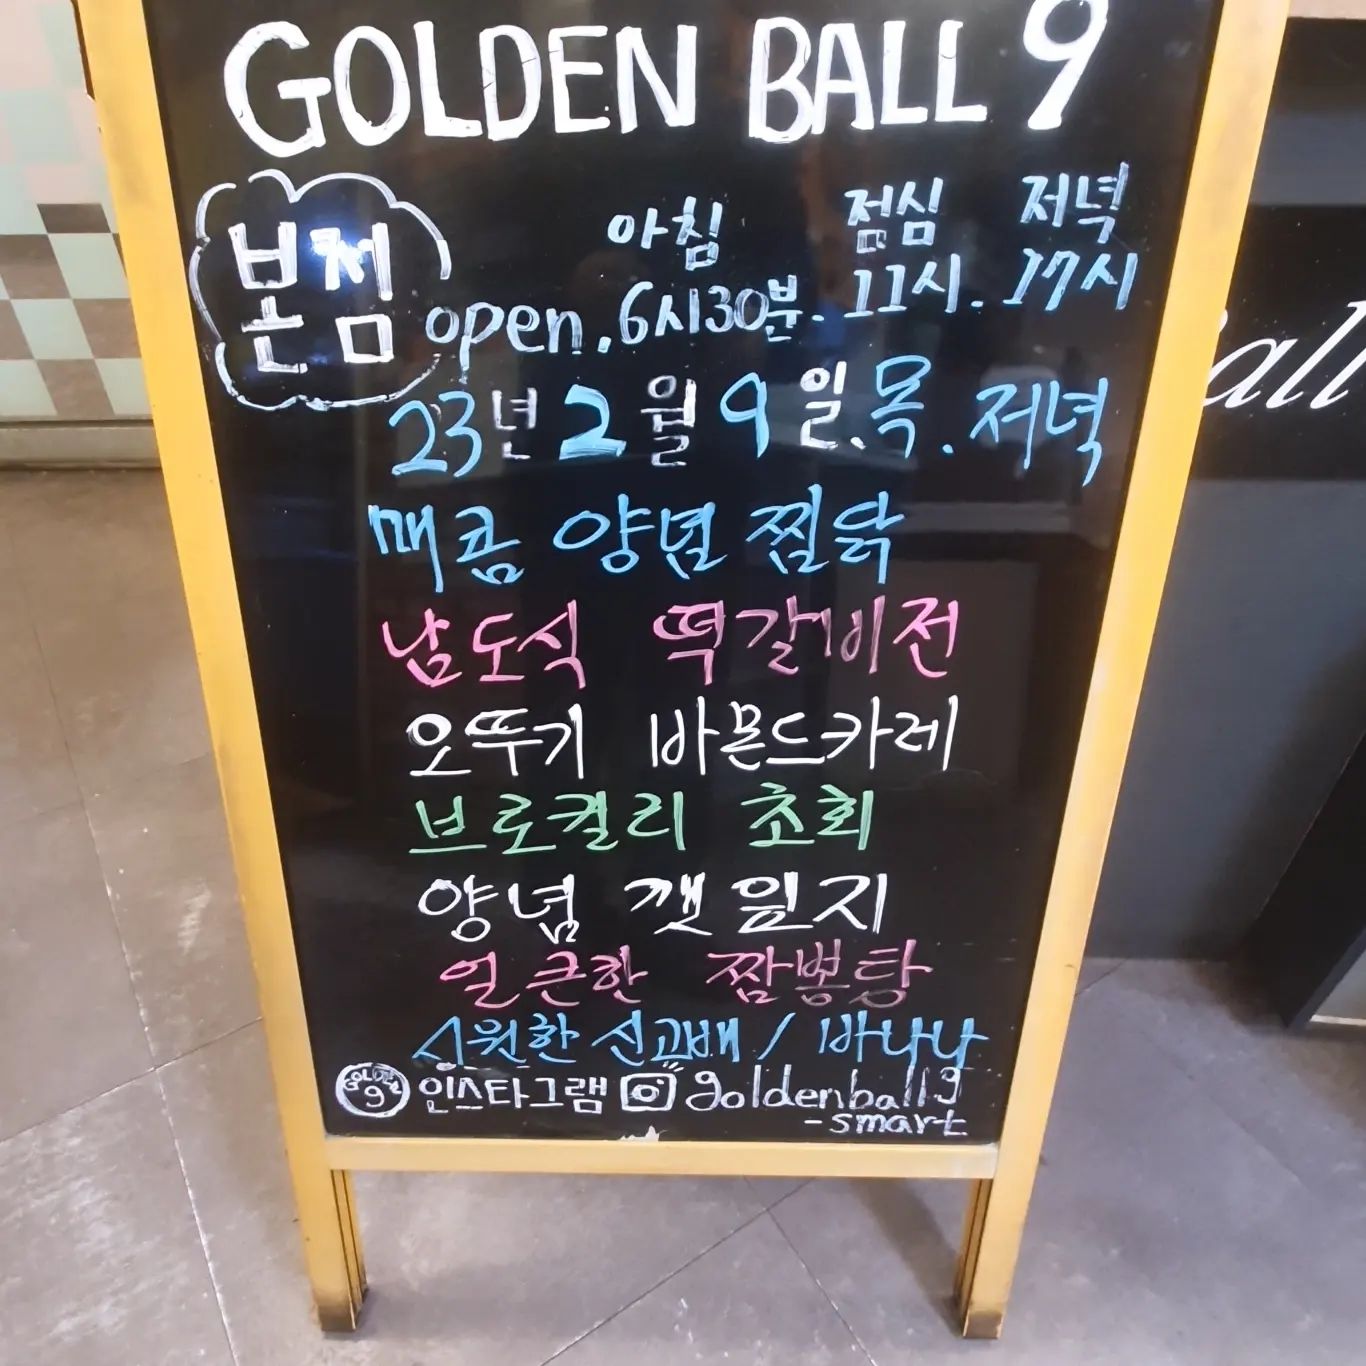 GOLDEN BALL 9
본점
아침 점심 저녁
open. 6시30분. 11시. 17시
23년 2월 9일. 목. 저녁
매콤 양념 찜닭
남도식 떡갈비전
오뚜기 바몬드카레
브로컬리 초회
양념 깻잎지
얼큰한 짬뽕탕
시원한 신고배 / 바나나
GOLDEN 9 인스타그램 goldenball9
-smart
all